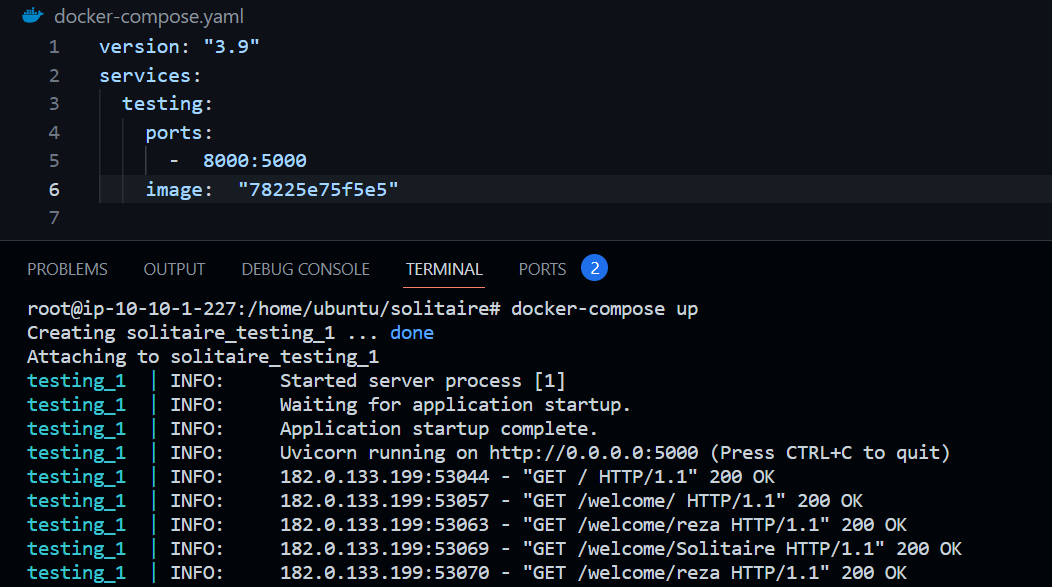 docker-compose.yaml
1 version: "3.9"
2 services:
3 testing:
4 ports:
5 - 8000:5000
6 image: "78225e75f5e5"
7
PROBLEMS OUTPUT DEBUG CONSOLE TERMINAL PORTS 2
root@ip-10-10-1-227:/home/ubuntu/solitaire# docker-compose up
Creating solitaire_testing_1 ... done
Attaching to solitaire_testing_1
testing_1 | INFO: Started server process [1]
testing_1 | INFO: Waiting for application startup.
testing_1 | INFO: Application startup complete.
testing_1 | INFO: Uvicorn running on http://0.0.0.0:5000 (Press CTRL+C to quit)
testing_1 | INFO: 182.0.133.199:53044 - "GET / HTTP/1.1" 200 OK
testing_1 | INFO: 182.0.133.199:53057 - "GET /welcome/ HTTP/1.1" 200 OK
testing_1 | INFO: 182.0.133.199:53063 - "GET /welcome/reza HTTP/1.1" 200 OK
testing_1 | INFO: 182.0.133.199:53069 - "GET /welcome/Solitaire HTTP/1.1" 200 OK
testing_1 | INFO: 182.0.133.199:53070 - "GET /welcome/reza HTTP/1.1" 200 OK